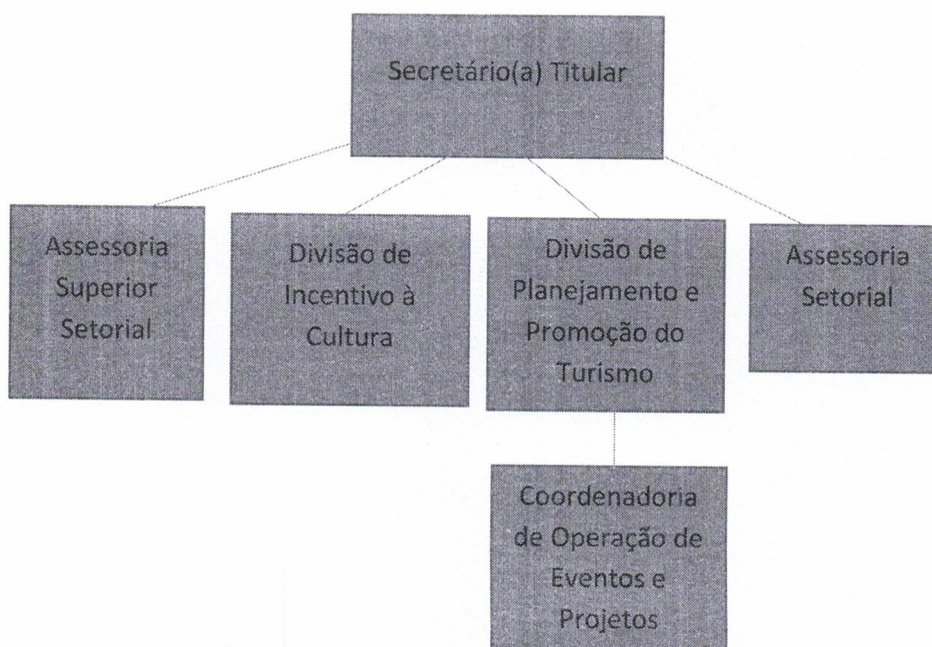 Secretário(a) Titular
Assessoria
Superior
Setorial
Divisão de
Incentivo à
Cultura
Divisão de
Planejamento e
Promoção do
Turismo
Assessoria
Setorial
Coordenadoria
de Operação de
Eventos e
Projetos